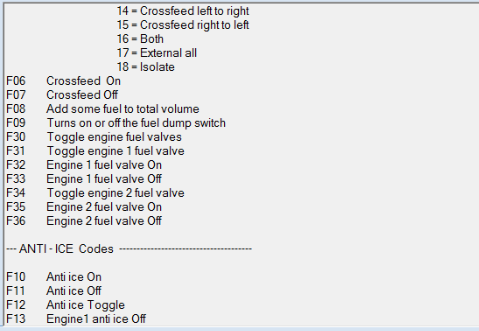 14 = Crossfeed left to right
15 = Crossfeed right to left
16 = Both
17 = External all
18 = Isolate
F06 Crossfeed On
F07 Crossfeed Off
F08 Add some fuel to total volume
F09 Turns on or off the fuel dump switch
F30 Toggle engine fuel valves
F31 Toggle engine 1 fuel valve
F32 Engine 1 fuel valve On
F33 Engine 1 fuel valve Off
F34 Toggle engine 2 fuel valve
F35 Engine 2 fuel valve On
F36 Engine 2 fuel valve Off
--- ANTI - ICE Codes --------------------------------------
F10 Anti ice On
F11 Anti ice Off
F12 Anti ice Toggle
F13 Engine1 anti ice Off